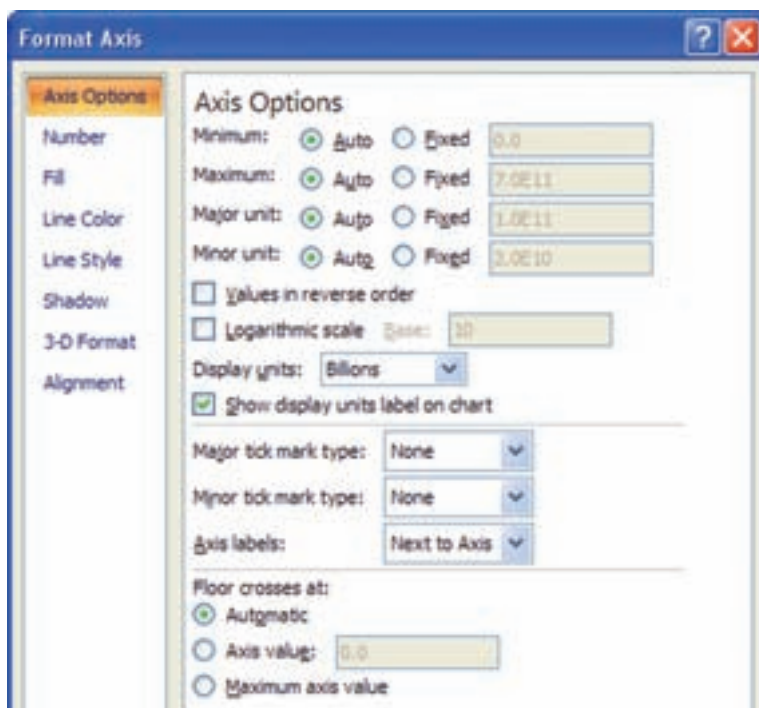 Format Axis
Axis Options
Number
Fill
Line Color
Line Style
Shadow
3-D Format
Alignment
Axis Options
Minimum: Auto Fixed 0.0
Maximum: Auto Fixed 7.0E11
Major unit: Auto Fixed 1.0E11
Minor unit: Auto Fixed 2.0E10
Values in reverse order
Logarithmic scale Base: 10
Display units: Billions
Show display units label on chart
Major tick mark type: None
Minor tick mark type: None
Axis labels: Next to Axis
Floor crosses at:
Automatic
Axis value: 0.0
Maximum axis value